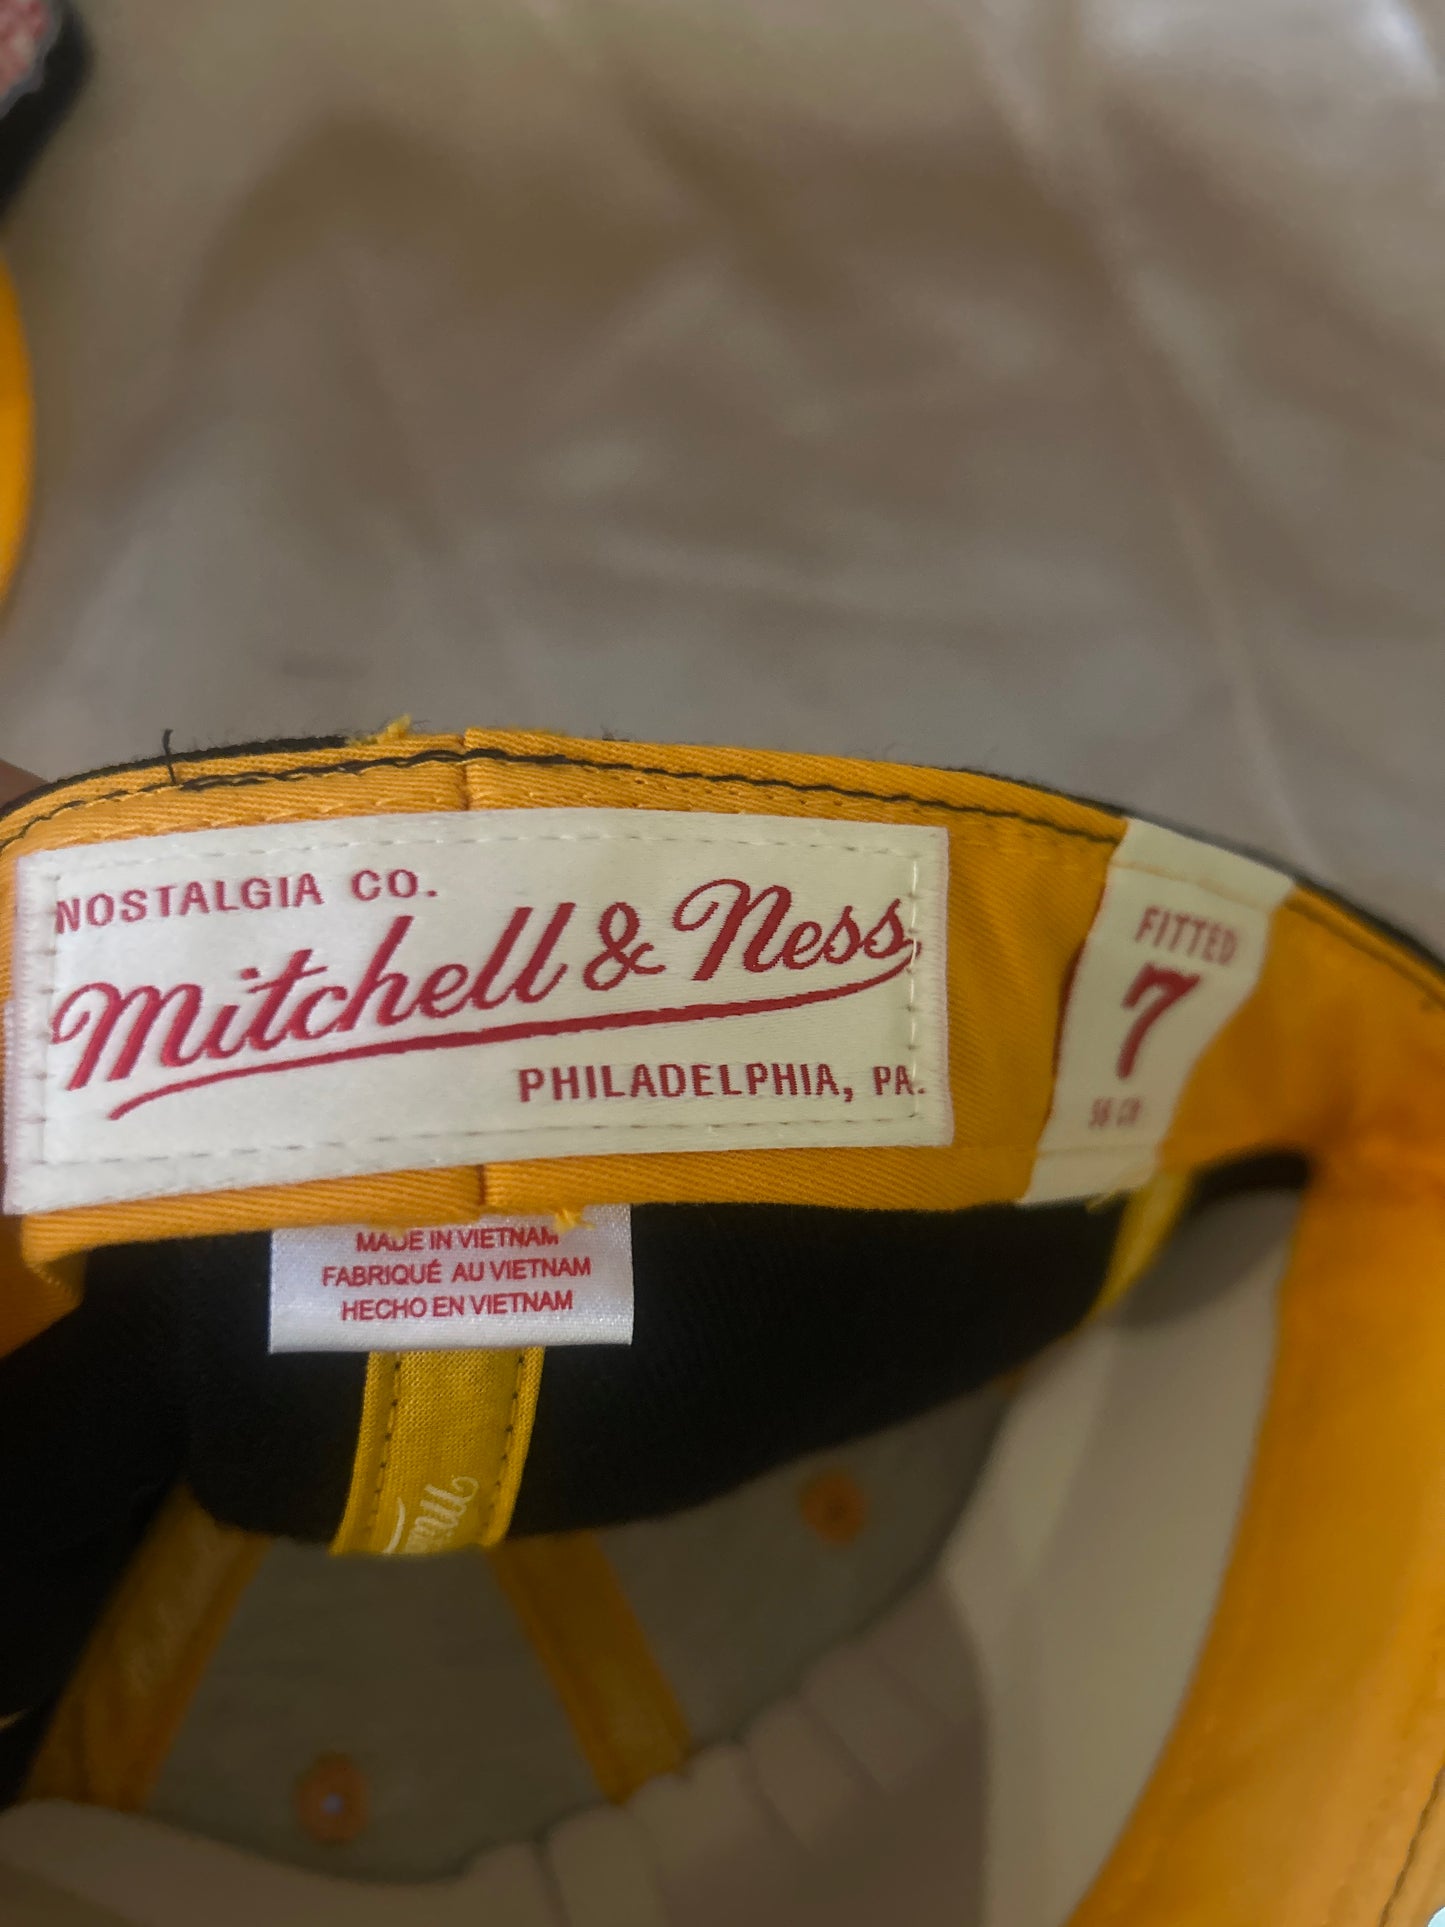 NOSTALGIA CO.
Mitchell & Ness
PHILADELPHIA, PA.
FITTED
7
MADE IN VIETNAM
FABRIQUÉ AU VIETNAM
HECHO EN VIETNAM